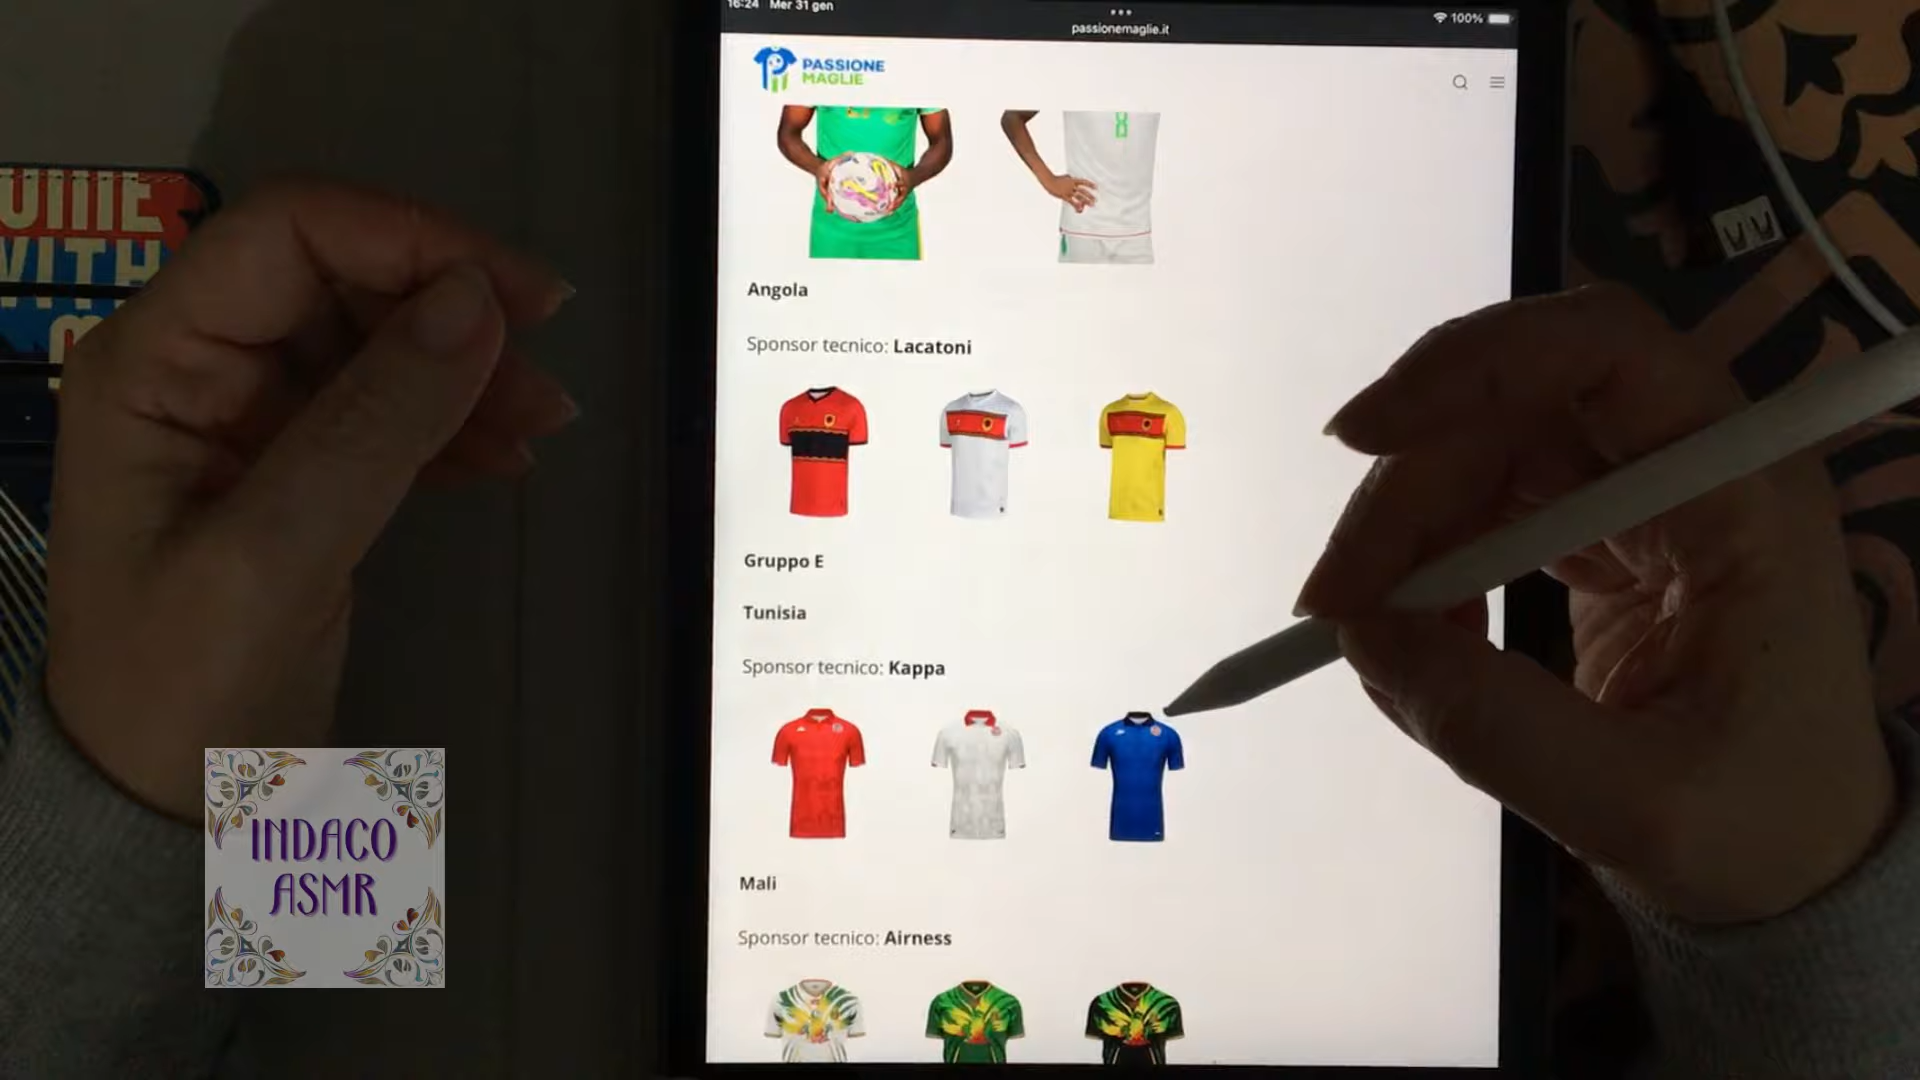 16:24 Mer 31 gen
passionemaglie.it
100%
PASSIONE
MAGLIE
WITH
Angola
Sponsor tecnico: Lacatoni
Gruppo E
Tunisia
Sponsor tecnico: Kappa
Mali
Sponsor tecnico: Airness
INDACO
ASMR